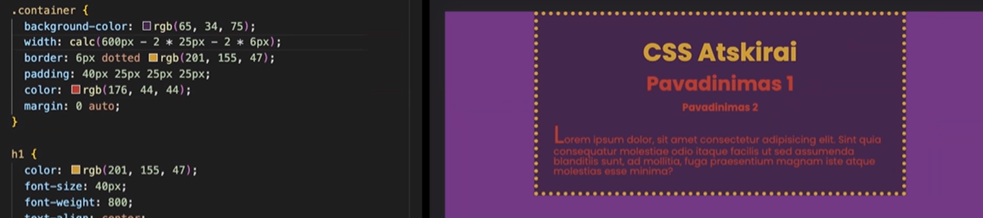 .container {
background-color: rgb(65, 34, 75);
width: calc(600px - 2 * 25px - 2 * 6px);
border: 6px dotted rgb(201, 155, 47);
padding: 40px 25px 25px 25px;
color: rgb(176, 44, 44);
margin: 0 auto;
}
h1 {
color: rgb(201, 155, 47);
font-size: 40px;
font-weight: 800;
text-align: center;
CSS Atskirai
Pavadinimas 1
Pavadinimas 2
Lorem ipsum dolor, sit amet consectetur adipisicing elit. Sint quia
consequatur molestiae odio itaque facilis ut sed assumenda
blanditiis sunt, ad mollitia, fuga praesentium magnam iste atque
molestias esse minima?